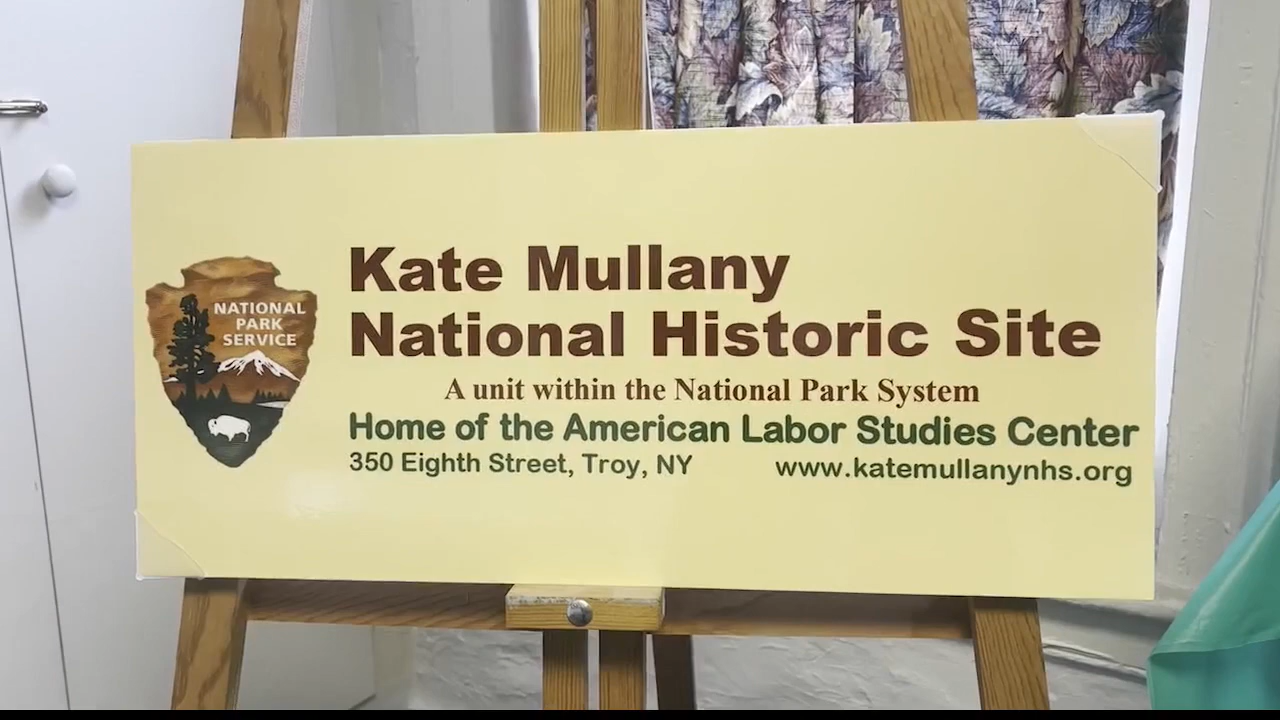 NATIONAL
PARK
SERVICE
Kate Mullany
National Historic Site
A unit within the National Park System
Home of the American Labor Studies Center
350 Eighth Street, Troy, NY www.katemullanynhs.org